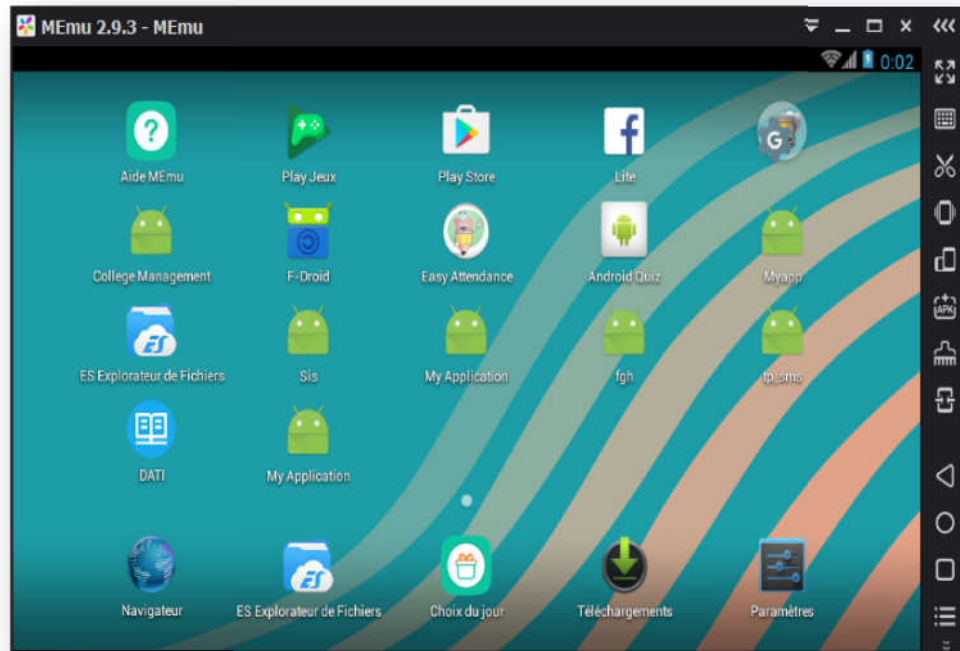 MEmu 2.9.3 - MEmu
0:02
Aide MEmu
Play Jeux
Play Store
Lite
G
College Management
F-Droid
Easy Attendance
Android Quiz
Myapp
ES Explorateur de Fichiers
Sis
My Application
fgh
tp_sms
DATI
My Application
Navigateur
ES Explorateur de Fichiers
Choix du jour
Téléchargements
Paramètres
APK